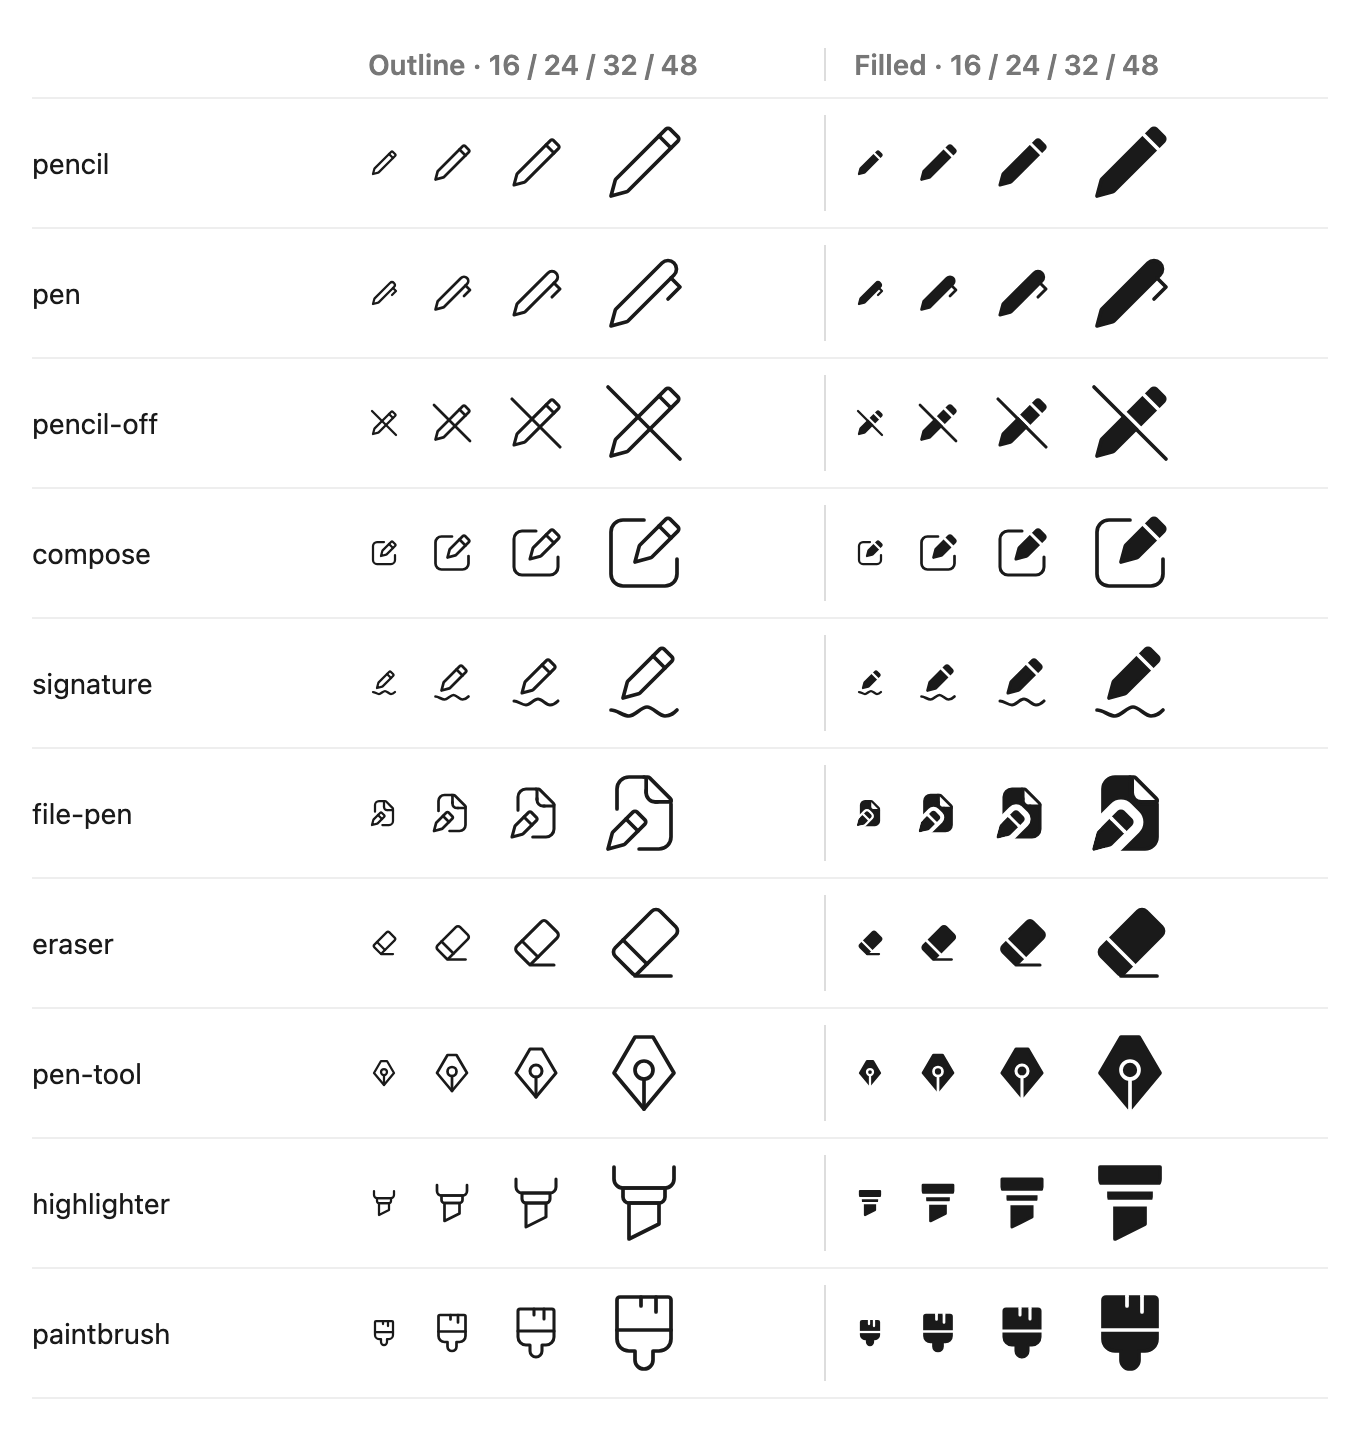 Outline · 16 / 24 / 32 / 48
Filled · 16 / 24 / 32 / 48
pencil
pen
pencil-off
compose
signature
file-pen
eraser
pen-tool
highlighter
paintbrush